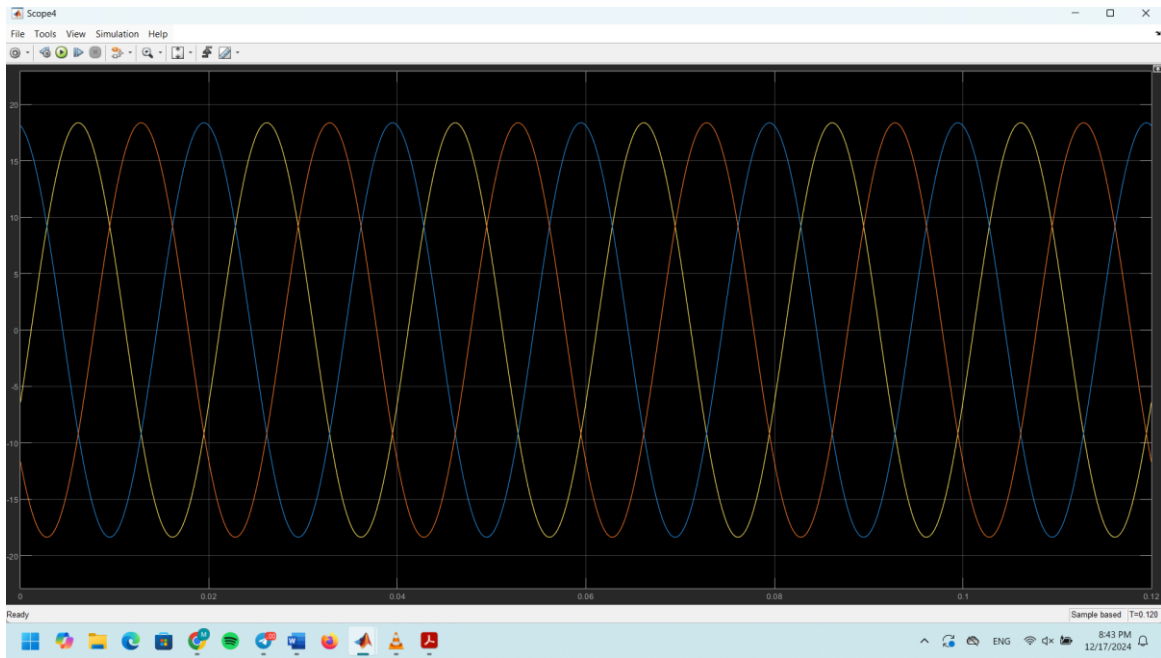 Scope4
File Tools View Simulation Help
20
15
10
5
0
-5
-10
-15
-20
0 0.02 0.04 0.06 0.08 0.1 0.12
Ready
Sample based T=0.120
M
20
ENG
8:43 PM
12/17/2024